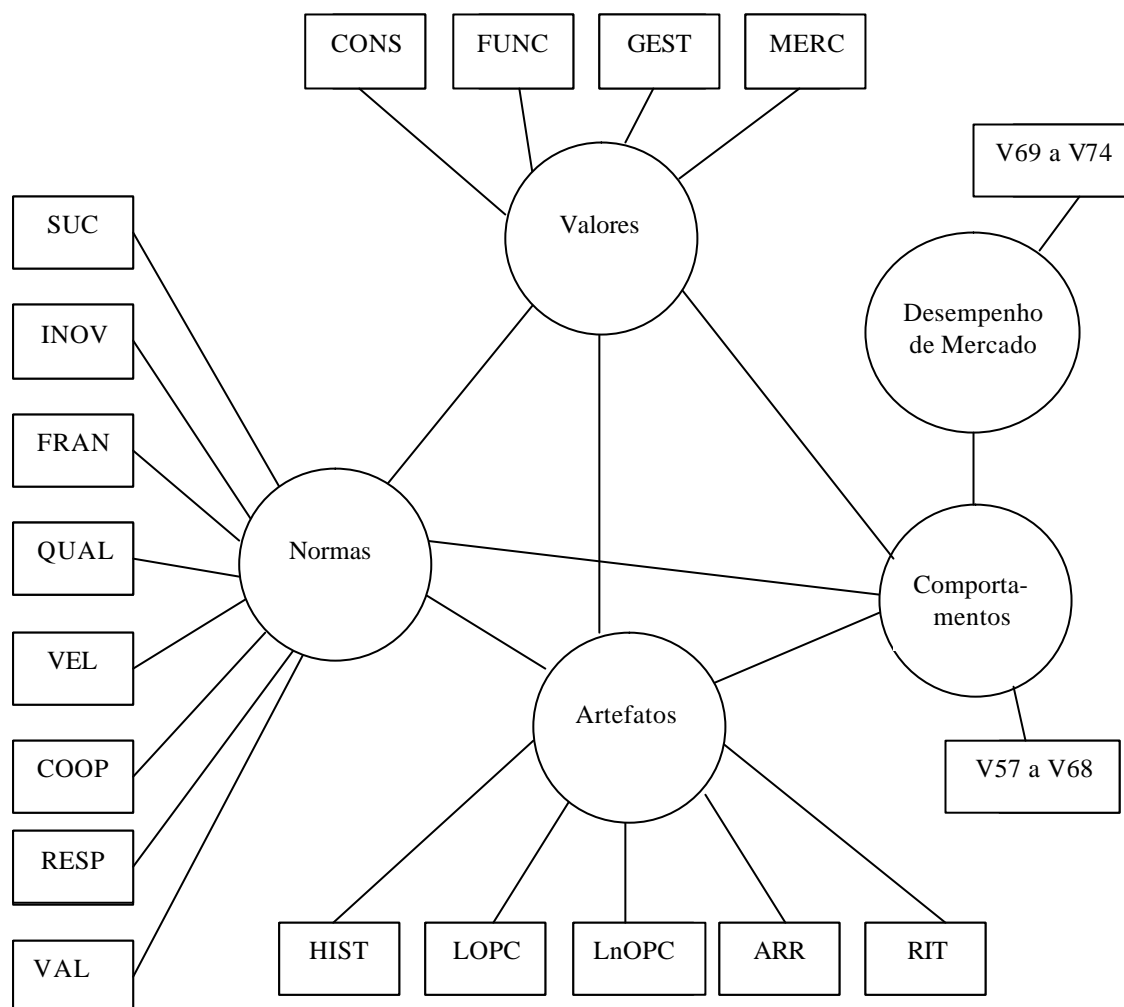 CONS
FUNC
GEST
MERC
V69 a V74
SUC
Valores
INOV
Desempenho
de Mercado
FRAN
QUAL
Normas
Comporta-
mentos
VEL
Artefatos
COOP
V57 a V68
RESP
HIST
LOPC
LnOPC
ARR
RIT
VAL